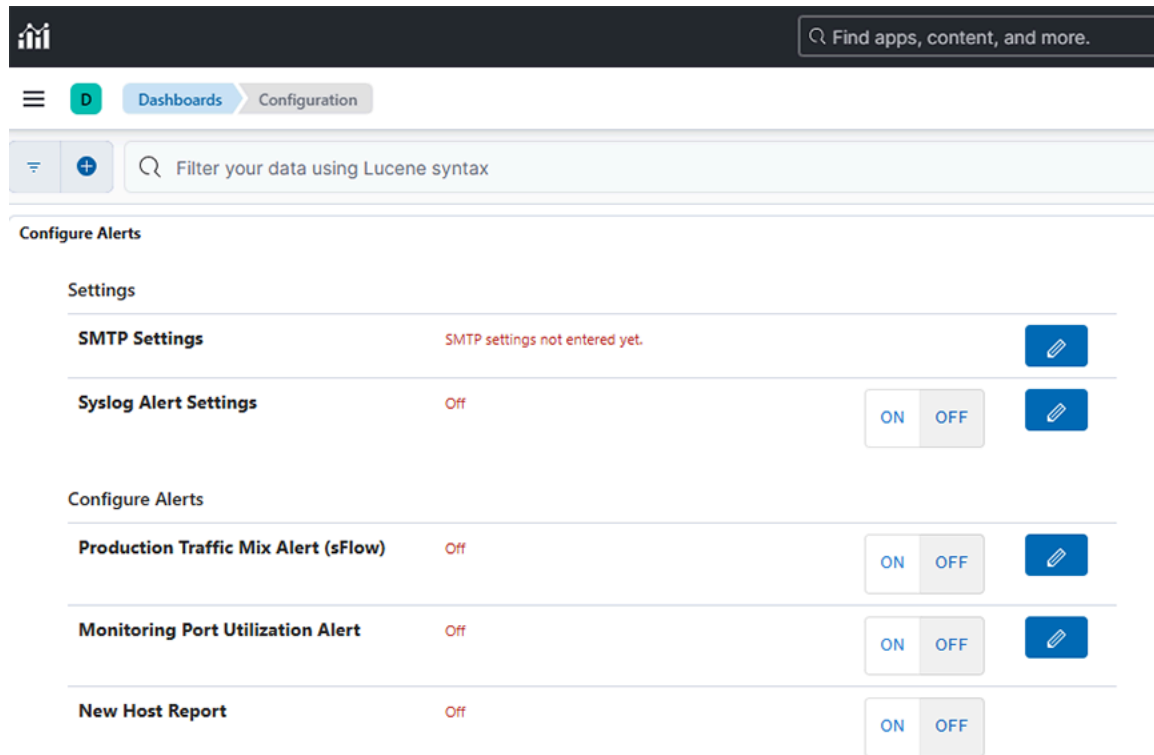 Find apps, content, and more.
D Dashboards Configuration
Filter your data using Lucene syntax
Configure Alerts
Settings
SMTP Settings SMTP settings not entered yet.
Syslog Alert Settings Off ON OFF
Configure Alerts
Production Traffic Mix Alert (sFlow) Off ON OFF
Monitoring Port Utilization Alert Off ON OFF
New Host Report Off ON OFF